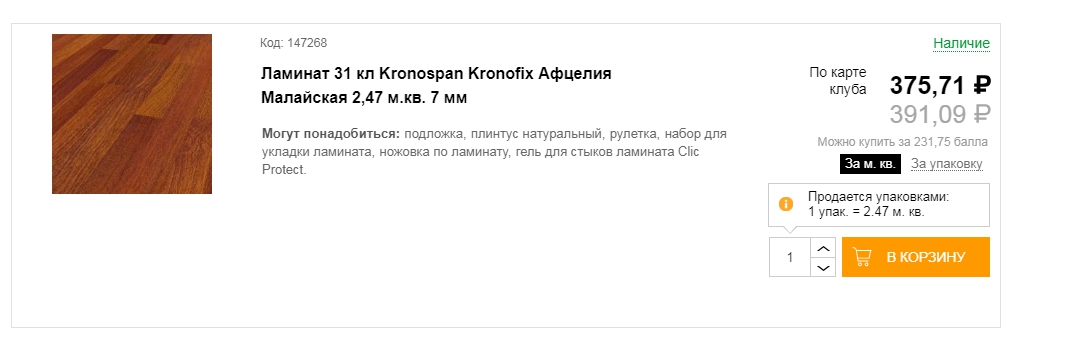 Код: 147268
Наличие
Ламинат 31 кл Kronospan Kronofix Афцелия
Малайская 2,47 м.кв. 7 мм
По карте
клуба
375,71 ₽
391,09 ₽
Могут понадобиться: подложка, плинтус натуральный, рулетка, набор для
укладки ламината, ножовка по ламинату, гель для стыков ламината Clic
Protect.
Можно купить за 231,75 балла
За м. кв. За упаковку
Продается упаковками:
1 упак. = 2.47 м. кв.
1
В КОРЗИНУ